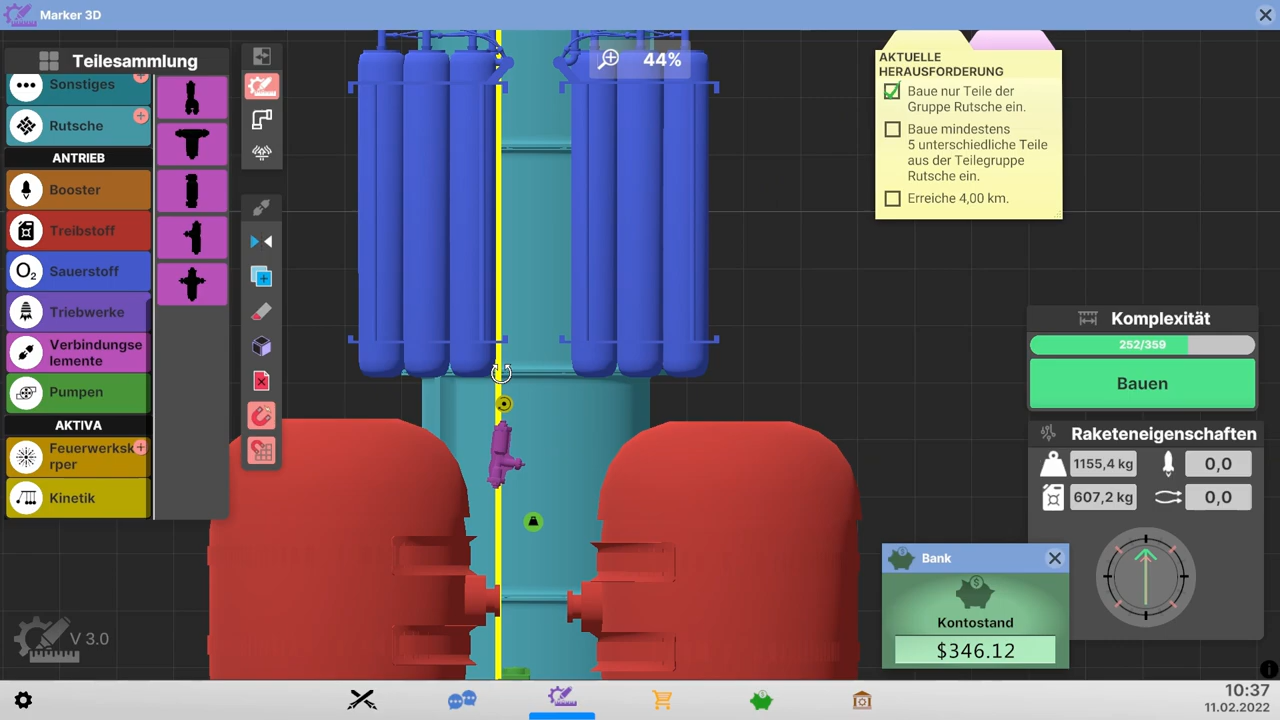 Marker 3D
Teilesammlung
Sonstiges
Rutsche
ANTRIEB
Booster
Treibstoff
O2
Sauerstoff
Triebwerke
Verbindungse
lemente
Pumpen
AKTIVA
Feuerwerksk
rper
Kinetik
V 3.0
44%
AKTUELLE
HERAUSFORDERUNG
Baue nur Teile der
Gruppe Rutsche ein.
Baue mindestens
5 unterschiedliche Teile
aus der Teilegruppe
Rutsche ein.
Erreiche 4,00 km.
Komplexität
252/359
Bauen
Raketeneigenschaften
1155,4 kg
0,0
607,2 kg
0,0
Bank
Kontostand
$346.12
10:37
11.02.2022